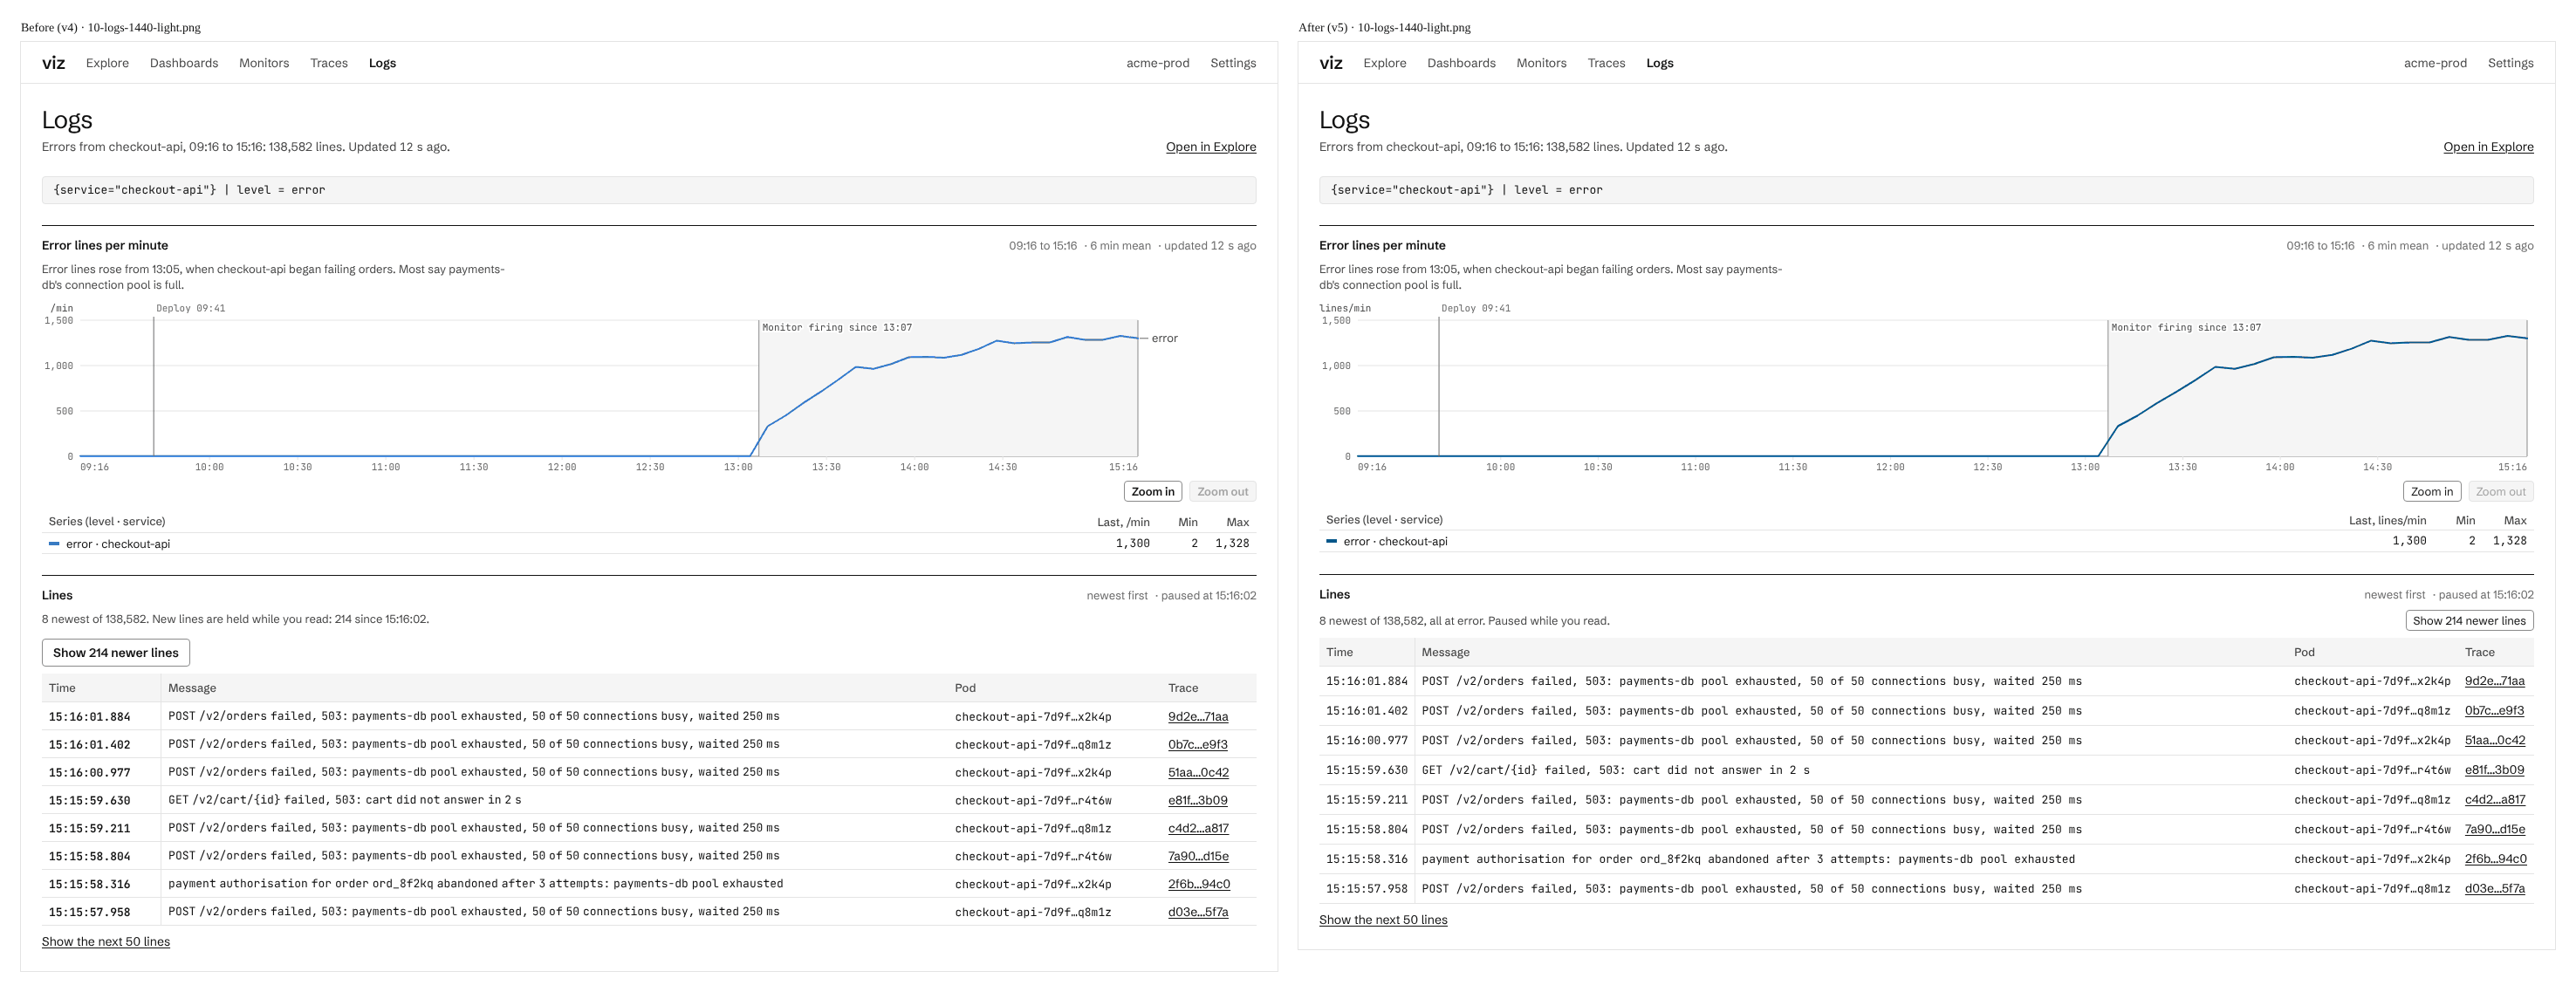 Before (v4) · 10-logs-1440-light.png
viz Explore Dashboards Monitors Traces Logs acme-prod Settings
Logs
Errors from checkout-api, 09:16 to 15:16: 138,582 lines. Updated 12 s ago. Open in Explore
{service="checkout-api"} | level = error
Error lines per minute 09:16 to 15:16 · 6 min mean · updated 12 s ago
Error lines rose from 13:05, when checkout-api began failing orders. Most say payments-
db's connection pool is full.
/min Deploy 09:41
1,500 Monitor firing since 13:07
error
1,000
500
0
09:16 10:00 10:30 11:00 11:30 12:00 12:30 13:00 13:30 14:00 14:30 15:16
Zoom in Zoom out
Series (level · service) Last, /min Min Max
error · checkout-api 1,300 2 1,328
Lines newest first · paused at 15:16:02
8 newest of 138,582. New lines are held while you read: 214 since 15:16:02.
Show 214 newer lines
Time Message Pod Trace
15:16:01.884 POST /v2/orders failed, 503: payments-db pool exhausted, 50 of 50 connections busy, waited 250 ms checkout-api-7d9f…x2k4p 9d2e…71aa
15:16:01.402 POST /v2/orders failed, 503: payments-db pool exhausted, 50 of 50 connections busy, waited 250 ms checkout-api-7d9f…q8m1z 0b7c…e9f3
15:16:00.977 POST /v2/orders failed, 503: payments-db pool exhausted, 50 of 50 connections busy, waited 250 ms checkout-api-7d9f…x2k4p 51aa…0c42
15:15:59.630 GET /v2/cart/{id} failed, 503: cart did not answer in 2 s checkout-api-7d9f…r4t6w e81f…3b09
15:15:59.211 POST /v2/orders failed, 503: payments-db pool exhausted, 50 of 50 connections busy, waited 250 ms checkout-api-7d9f…q8m1z c4d2…a817
15:15:58.804 POST /v2/orders failed, 503: payments-db pool exhausted, 50 of 50 connections busy, waited 250 ms checkout-api-7d9f…r4t6w 7a90…d15e
15:15:58.316 payment authorisation for order ord_8f2kq abandoned after 3 attempts: payments-db pool exhausted checkout-api-7d9f…x2k4p 2f6b…94c0
15:15:57.958 POST /v2/orders failed, 503: payments-db pool exhausted, 50 of 50 connections busy, waited 250 ms checkout-api-7d9f…q8m1z d03e…5f7a
Show the next 50 lines
After (v5) · 10-logs-1440-light.png
viz Explore Dashboards Monitors Traces Logs acme-prod Settings
Logs
Errors from checkout-api, 09:16 to 15:16: 138,582 lines. Updated 12 s ago. Open in Explore
{service="checkout-api"} | level = error
Error lines per minute 09:16 to 15:16 · 6 min mean · updated 12 s ago
Error lines rose from 13:05, when checkout-api began failing orders. Most say payments-
db's connection pool is full.
lines/min Deploy 09:41
1,500 Monitor firing since 13:07
1,000
500
0
09:16 10:00 10:30 11:00 11:30 12:00 12:30 13:00 13:30 14:00 14:30 15:16
Zoom in Zoom out
Series (level · service) Last, lines/min Min Max
error · checkout-api 1,300 2 1,328
Lines newest first · paused at 15:16:02
8 newest of 138,582, all at error. Paused while you read. Show 214 newer lines
Time Message Pod Trace
15:16:01.884 POST /v2/orders failed, 503: payments-db pool exhausted, 50 of 50 connections busy, waited 250 ms checkout-api-7d9f…x2k4p 9d2e…71aa
15:16:01.402 POST /v2/orders failed, 503: payments-db pool exhausted, 50 of 50 connections busy, waited 250 ms checkout-api-7d9f…q8m1z 0b7c…e9f3
15:16:00.977 POST /v2/orders failed, 503: payments-db pool exhausted, 50 of 50 connections busy, waited 250 ms checkout-api-7d9f…x2k4p 51aa…0c42
15:15:59.630 GET /v2/cart/{id} failed, 503: cart did not answer in 2 s checkout-api-7d9f…r4t6w e81f…3b09
15:15:59.211 POST /v2/orders failed, 503: payments-db pool exhausted, 50 of 50 connections busy, waited 250 ms checkout-api-7d9f…q8m1z c4d2…a817
15:15:58.804 POST /v2/orders failed, 503: payments-db pool exhausted, 50 of 50 connections busy, waited 250 ms checkout-api-7d9f…r4t6w 7a90…d15e
15:15:58.316 payment authorisation for order ord_8f2kq abandoned after 3 attempts: payments-db pool exhausted checkout-api-7d9f…x2k4p 2f6b…94c0
15:15:57.958 POST /v2/orders failed, 503: payments-db pool exhausted, 50 of 50 connections busy, waited 250 ms checkout-api-7d9f…q8m1z d03e…5f7a
Show the next 50 lines